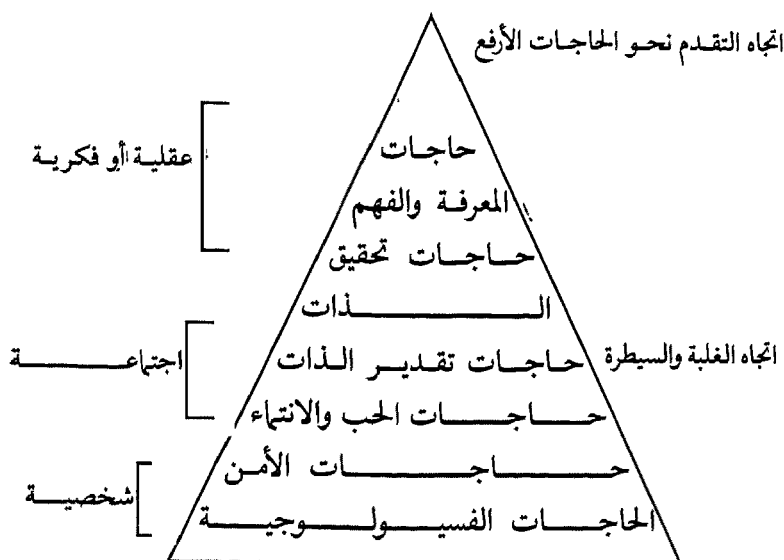 اتجاه التقدم نحو الحاجات الأرفع
حاجات
عقلية أو فكرية
المعرفة والفهم
حاجات تحقيق
الذات
اتجاه الغلبة والسيطرة
حاجات تقدير الذات
اجتماعة
حاجات الحب والانتماء
حاجات الأمن
شخصية
الحاجات الفسيولوجية